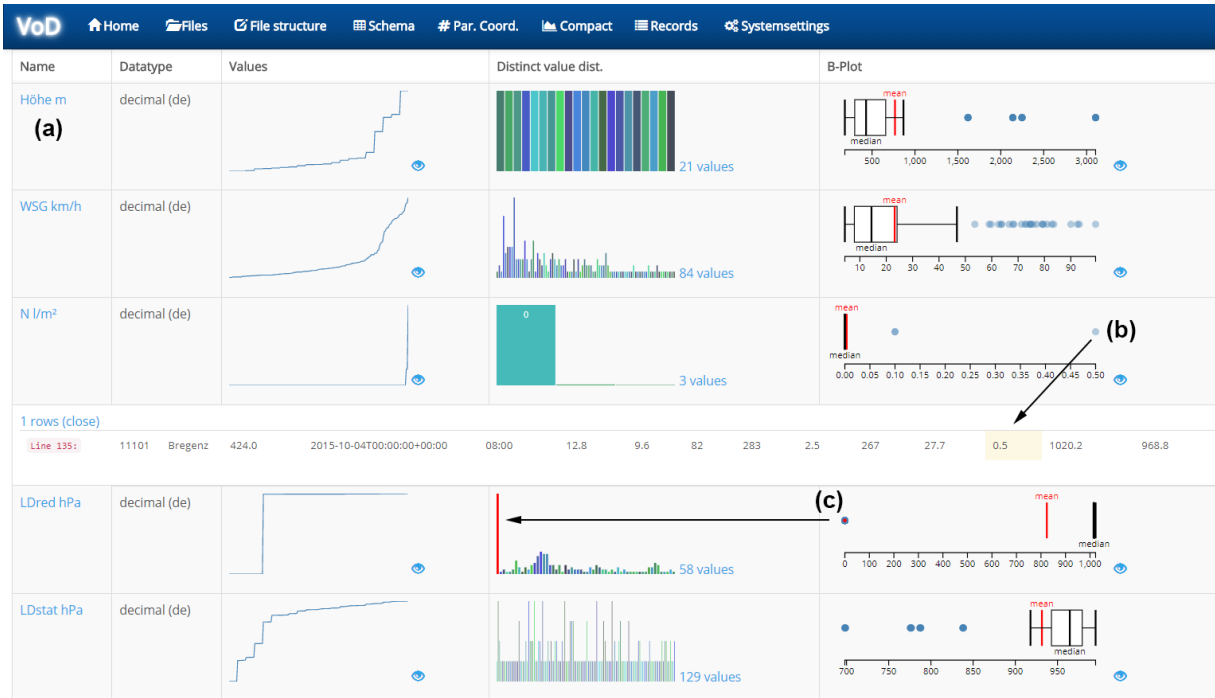 VoD Home Files File structure Schema # Par. Coord. Compact Records Systemsettings
Name Datatype Values Distinct value dist. B-Plot
Höhe m decimal (de)
(a)
21 values
mean
median
500 1,000 1,500 2,000 2,500 3,000
WSG km/h decimal (de)
84 values
mean
median
10 20 30 40 50 60 70 80 90
N l/m² decimal (de)
0
3 values
mean
median
(b)
0.00 0.05 0.10 0.15 0.20 0.25 0.30 0.35 0.40 0.45 0.50
1 rows (close)
Line 135: 11101 Bregenz 424.0 2015-10-04T00:00:00+00:00 08:00 12.8 9.6 82 283 2.5 267 27.7 0.5 1020.2 968.8
LDred hPa decimal (de)
58 values
(c)
mean
median
0 100 200 300 400 500 600 700 800 900 1,000
LDstat hPa decimal (de)
129 values
mean
median
700 750 800 850 900 950